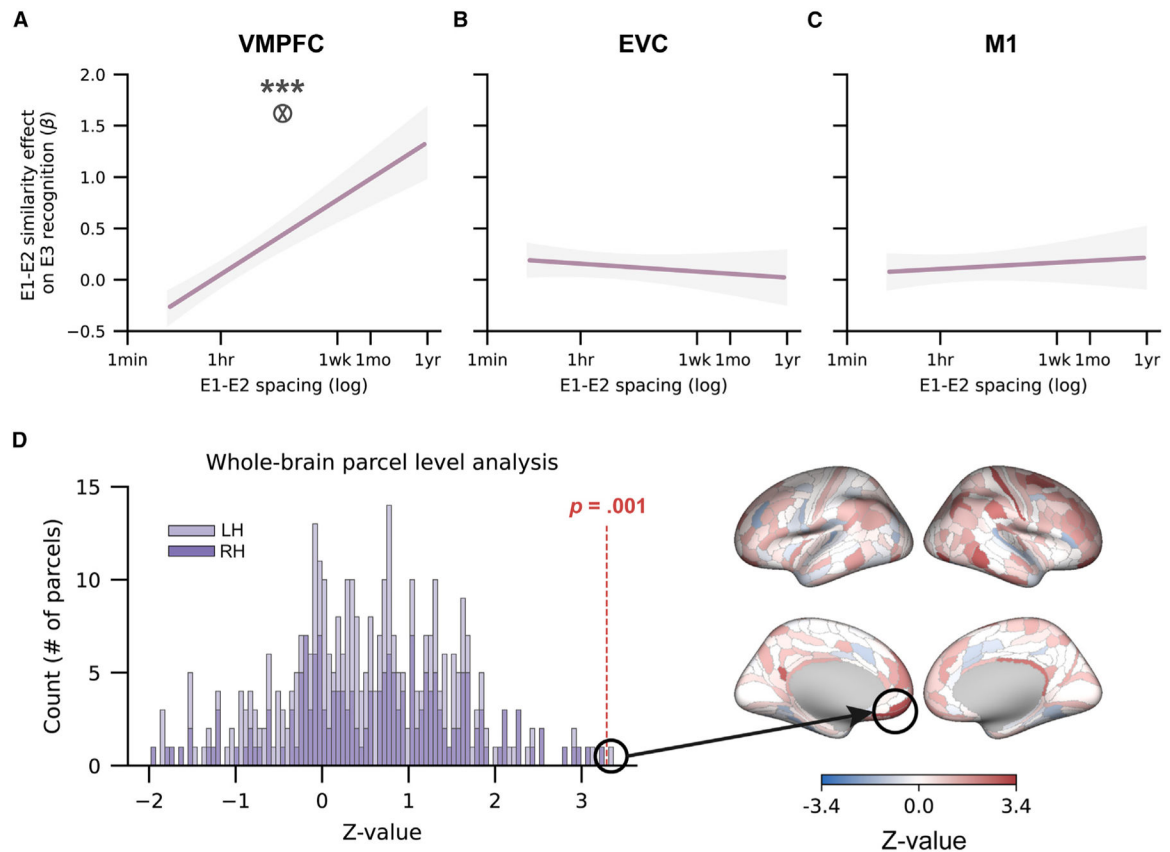 A
B
C
VMPFC
EVC
M1
E1-E2 similarity effect
on E3 recognition (β)
2.0
1.5
1.0
0.5
0.0
−0.5
***
1min
1hr
1wk
1mo
1yr
E1-E2 spacing (log)
1min
1hr
1wk
1mo
1yr
E1-E2 spacing (log)
1min
1hr
1wk
1mo
1yr
E1-E2 spacing (log)
D
Whole-brain parcel level analysis
Count (# of parcels)
15
10
5
0
LH
RH
p = .001
−2
−1
0
1
2
3
Z-value
-3.4
0.0
3.4
Z-value